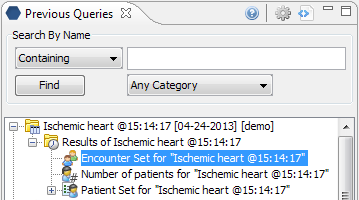 Previous Queries
Search By Name
Containing
Find Any Category
Ischemic heart @15:14:17 [04-24-2013] [demo]
Results of Ischemic heart @15:14:17
Encounter Set for "Ischemic heart @15:14:17"
Number of patients for "Ischemic heart @15:14:17"
Patient Set for "Ischemic heart @15:14:17"